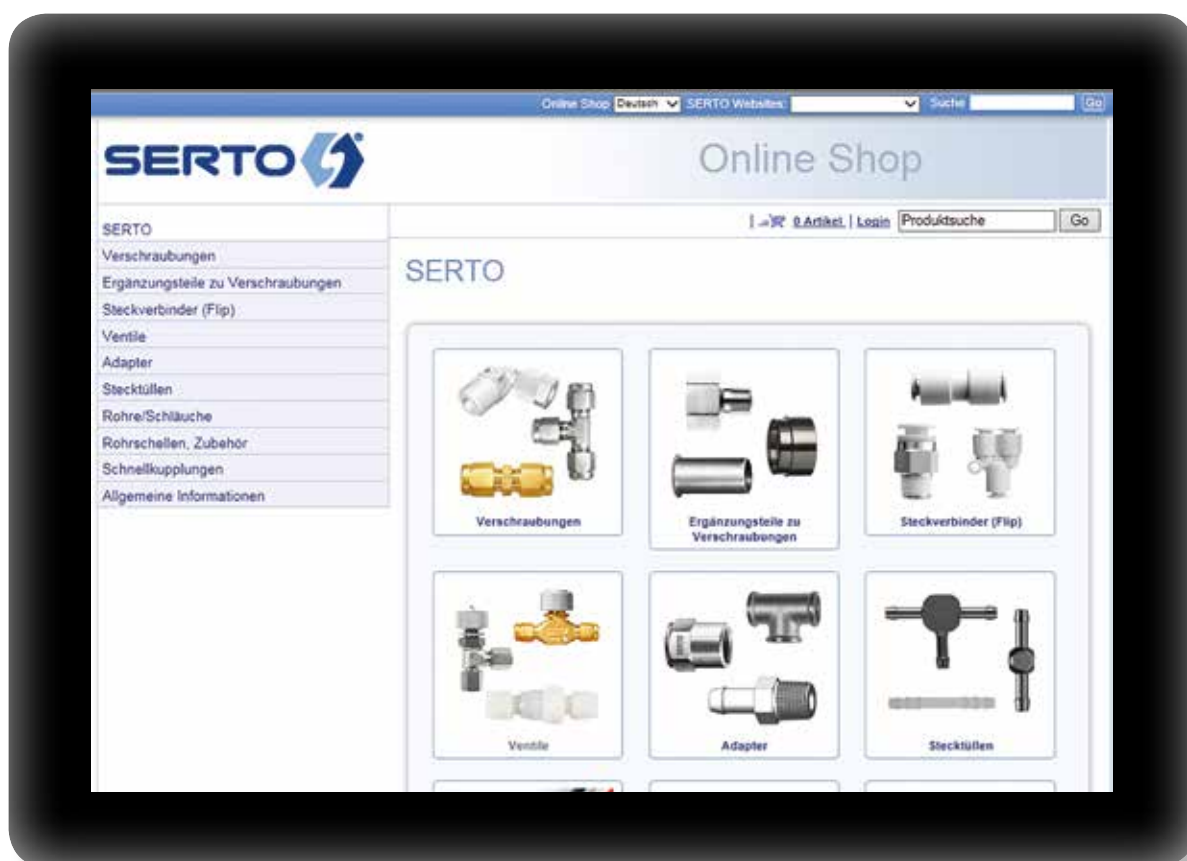 Online Shop Deutsch SERTO Websites: Suche Go
SERTO
Online Shop
0 Artikel | Login Produktsuche Go
SERTO
Verschraubungen
Ergänzungsteile zu Verschraubungen
Steckverbinder (Flip)
Ventile
Adapter
Stecktüllen
Rohre/Schläuche
Rohrschellen, Zubehör
Schnellkupplungen
Allgemeine Informationen
SERTO
Verschraubungen
Ergänzungsteile zu
Verschraubungen
Steckverbinder (Flip)
Ventile
Adapter
Stecktüllen